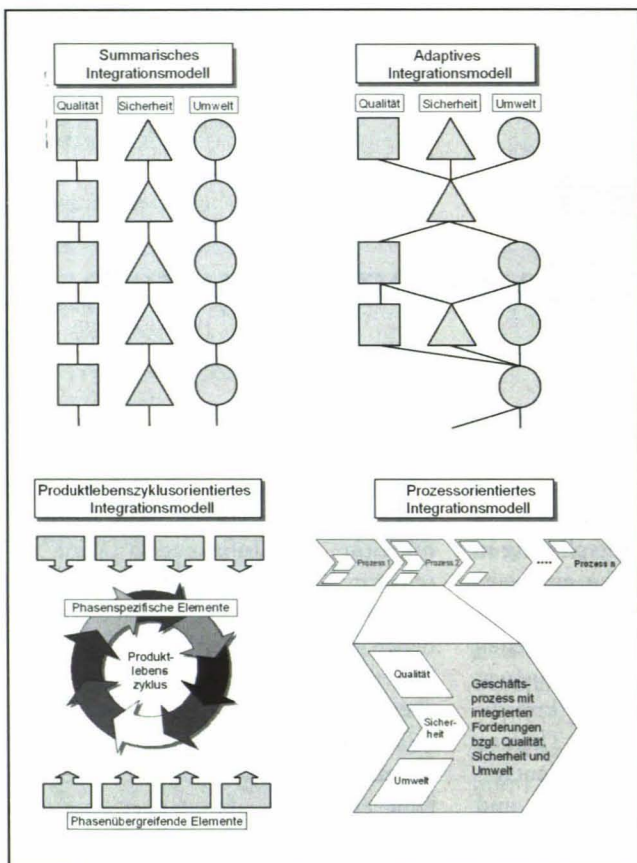 Summarisches
Integrationsmodell
Qualität Sicherheit Umwelt
Adaptives
Integrationsmodell
Qualität Sicherheit Umwelt
Produktlebenszyklusorientiertes
Integrationsmodell
Phasenspezifische Elemente
Produkt-
lebens
zyklus
Phasenübergreifende Elemente
Prozessorientiertes
Integrationsmodell
Prozess 1 Prozess 2 .... Prozess n
Qualität
Sicher-
heit
Umwelt
Geschäfts-
prozess mit
integrierten
Forderungen
bzgl. Qualität,
Sicherheit und
Umwelt